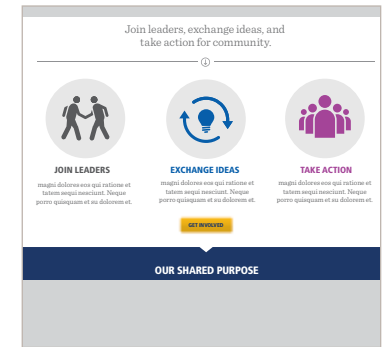 Join leaders, exchange ideas, and
take action for community.
JOIN LEADERS
magni dolores eos qui ratione et
tatem sequi nesciunt. Neque
porro quisquam et su dolorem et.
EXCHANGE IDEAS
magni dolores eos qui ratione et
tatem sequi nesciunt. Neque
porro quisquam et su dolorem et.
TAKE ACTION
magni dolores eos qui ratione et
tatem sequi nesciunt. Neque
porro quisquam et su dolorem et.
GET INVOLVED
OUR SHARED PURPOSE